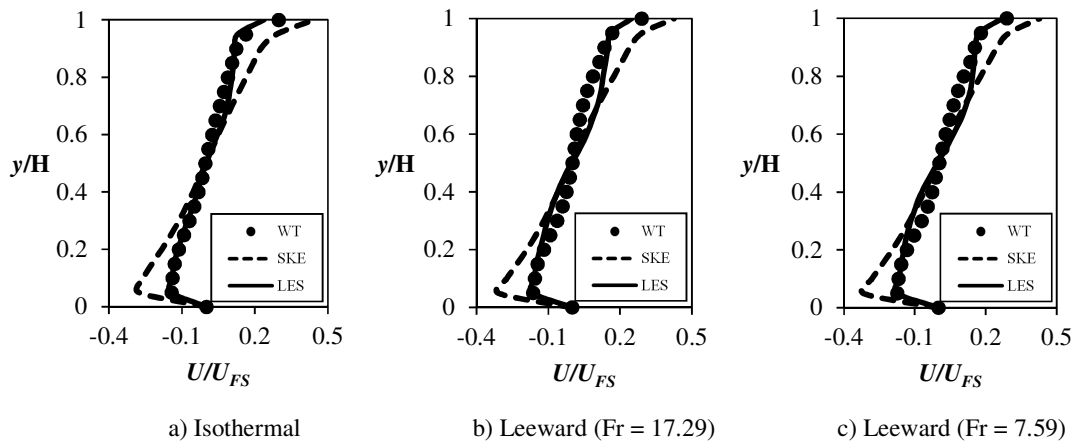 1
0.8
0.6
y/H
0.4
0.2
0
-0.4 -0.1 0.2 0.5
U/U_FS
WT
SKE
LES
a) Isothermal
1
0.8
0.6
y/H
0.4
0.2
0
-0.4 -0.1 0.2 0.5
U/U_FS
WT
SKE
LES
b) Leeward (Fr = 17.29)
1
0.8
0.6
y/H
0.4
0.2
0
-0.4 -0.1 0.2 0.5
U/U_FS
WT
SKE
LES
c) Leeward (Fr = 7.59)